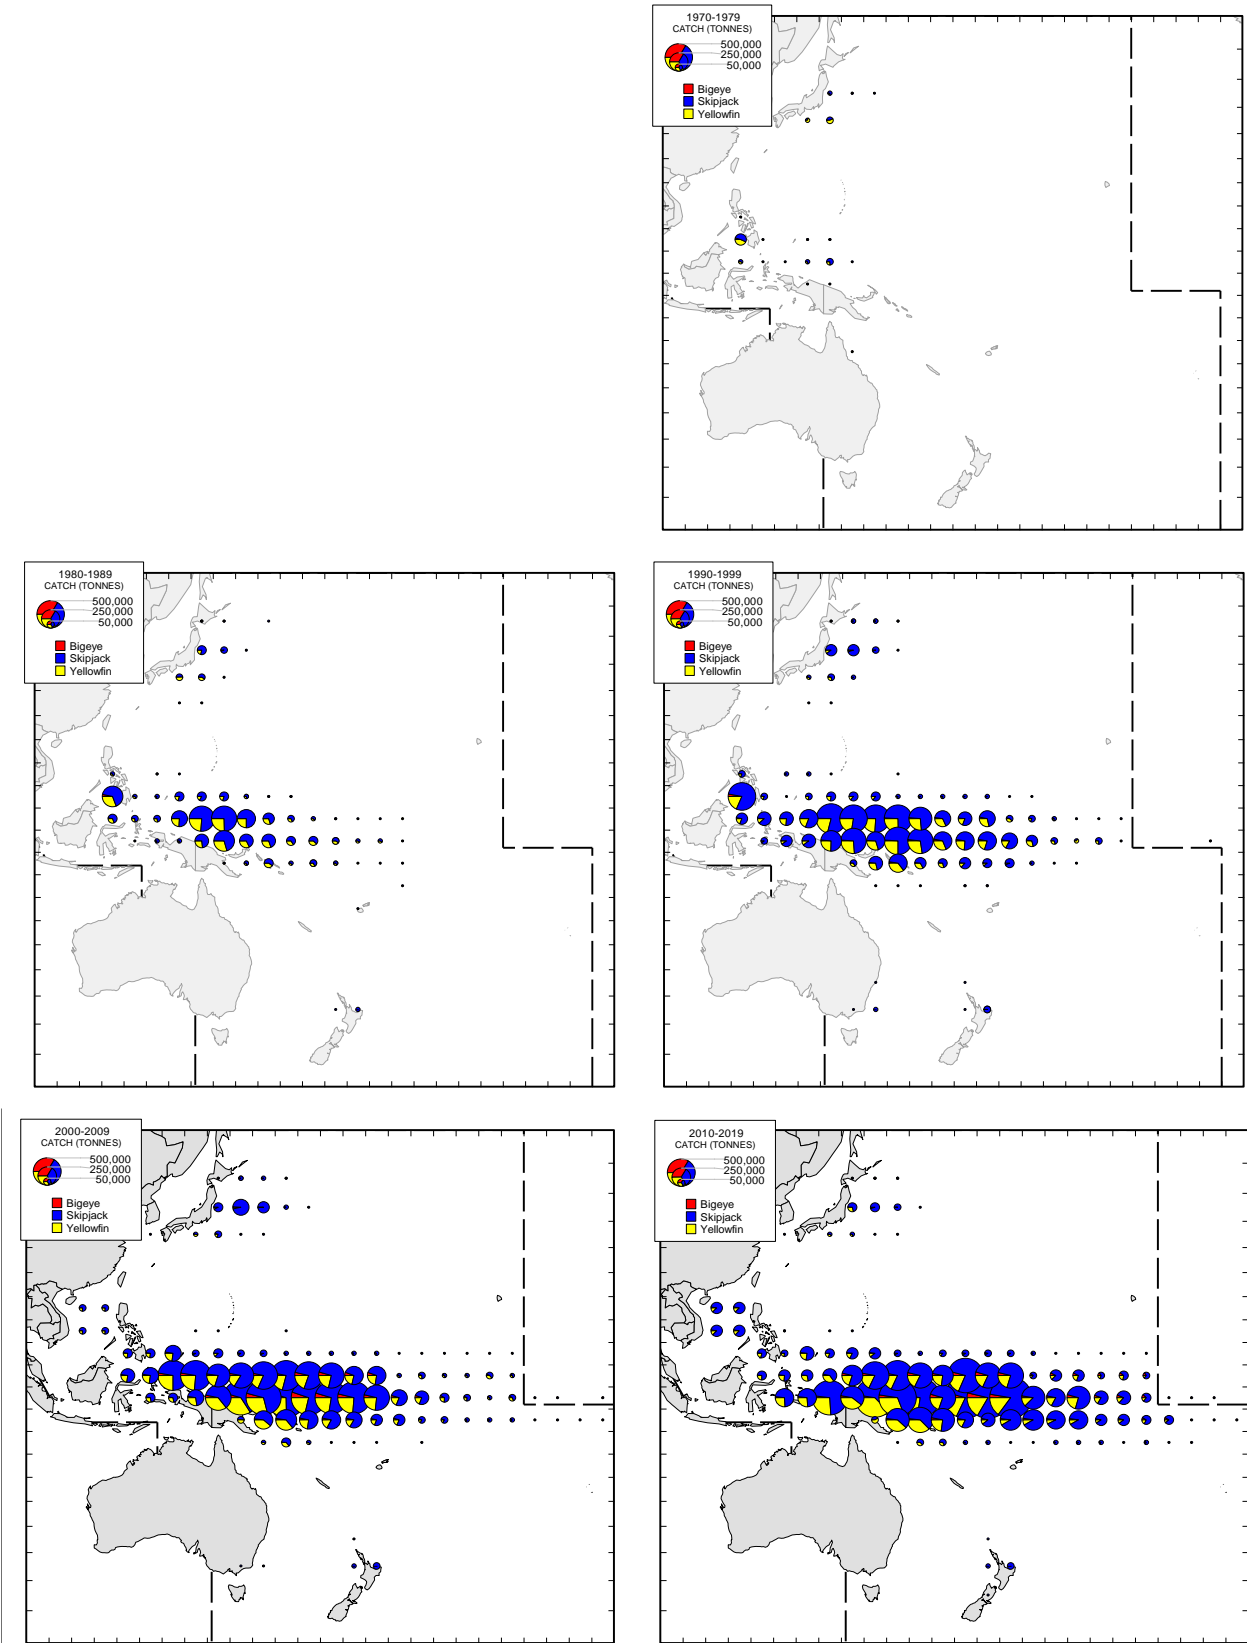 1970-1979
CATCH (TONNES)
500,000
250,000
50,000
Bigeye
Skipjack
Yellowfin
1980-1989
CATCH (TONNES)
500,000
250,000
50,000
Bigeye
Skipjack
Yellowfin
1990-1999
CATCH (TONNES)
500,000
250,000
50,000
Bigeye
Skipjack
Yellowfin
2000-2009
CATCH (TONNES)
500,000
250,000
50,000
Bigeye
Skipjack
Yellowfin
2010-2019
CATCH (TONNES)
500,000
250,000
50,000
Bigeye
Skipjack
Yellowfin